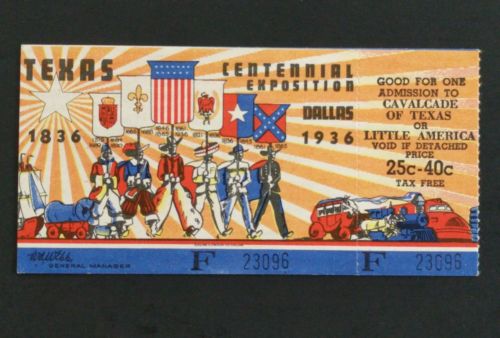 TEXAS
CENTENNIAL
EXPOSITION
DALLAS
1836
1936
GOOD FOR ONE
ADMISSION TO
CAVALCADE
OF TEXAS
OR
LITTLE AMERICA
VOID IF DETACHED
PRICE
25c-40c
TAX FREE
GENERAL MANAGER
F 23096
F 23096